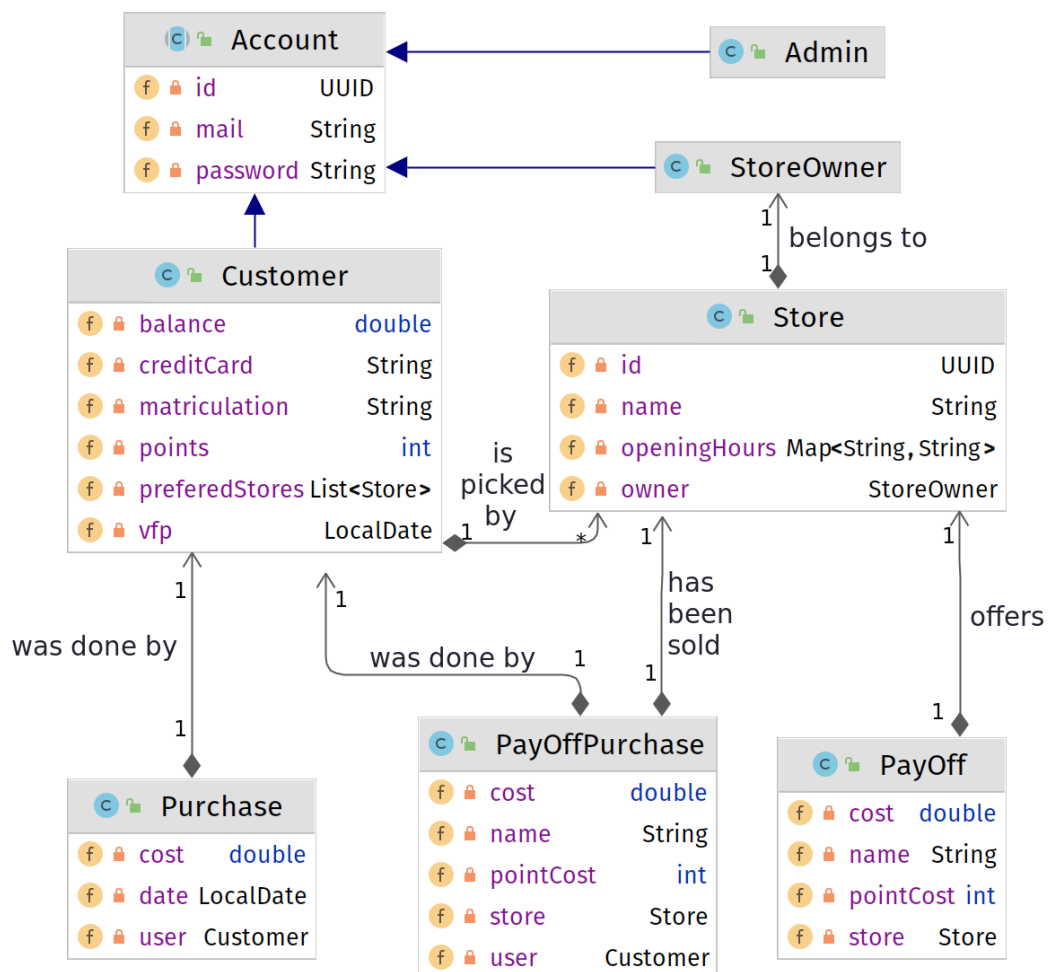 Account
id UUID
mail String
password String
Admin
StoreOwner
1
belongs to
1
Customer
balance double
creditCard String
matriculation String
points int
preferedStores List<Store>
vfp LocalDate
Store
id UUID
name String
openingHours Map<String, String>
owner StoreOwner
is
picked
by
1 *
1
was done by
1
1
was done by 1
1
has
been
sold
1
1
offers
1
Purchase
cost double
date LocalDate
user Customer
PayOffPurchase
cost double
name String
pointCost int
store Store
user Customer
PayOff
cost double
name String
pointCost int
store Store